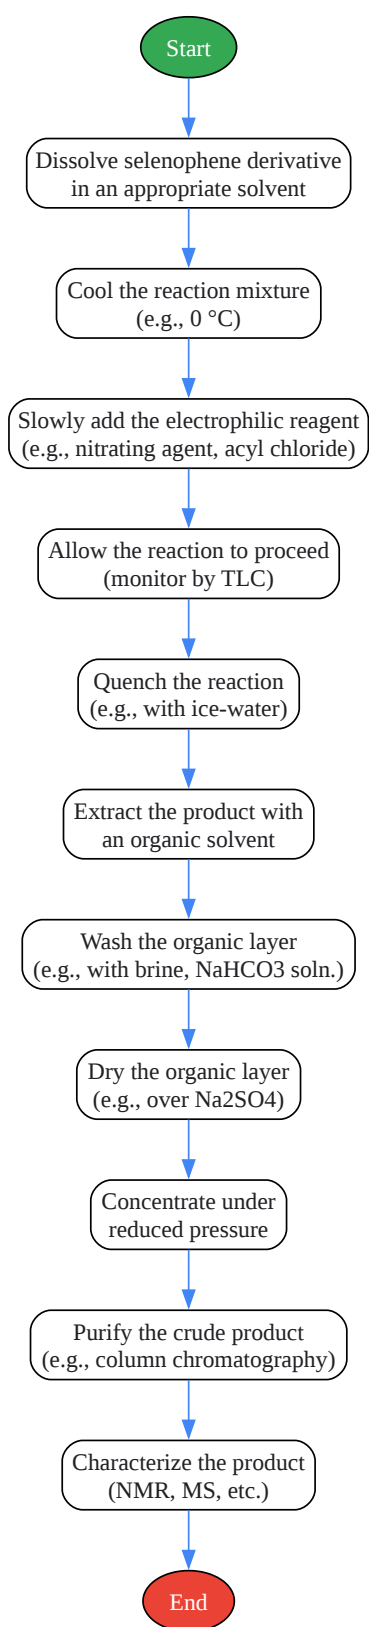 Start
Dissolve selenophene derivative
in an appropriate solvent
Cool the reaction mixture
(e.g., 0 °C)
Slowly add the electrophilic reagent
(e.g., nitrating agent, acyl chloride)
Allow the reaction to proceed
(monitor by TLC)
Quench the reaction
(e.g., with ice-water)
Extract the product with
an organic solvent
Wash the organic layer
(e.g., with brine, NaHCO3 soln.)
Dry the organic layer
(e.g., over Na2SO4)
Concentrate under
reduced pressure
Purify the crude product
(e.g., column chromatography)
Characterize the product
(NMR, MS, etc.)
End